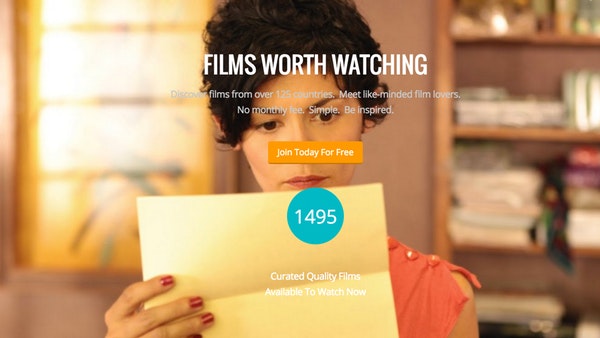 FILMS WORTH WATCHING
Discover films from over 125 countries. Meet like-minded film lovers.
No monthly fee. Simple. Be inspired.
Join Today For Free
1495
Curated Quality Films
Available To Watch Now